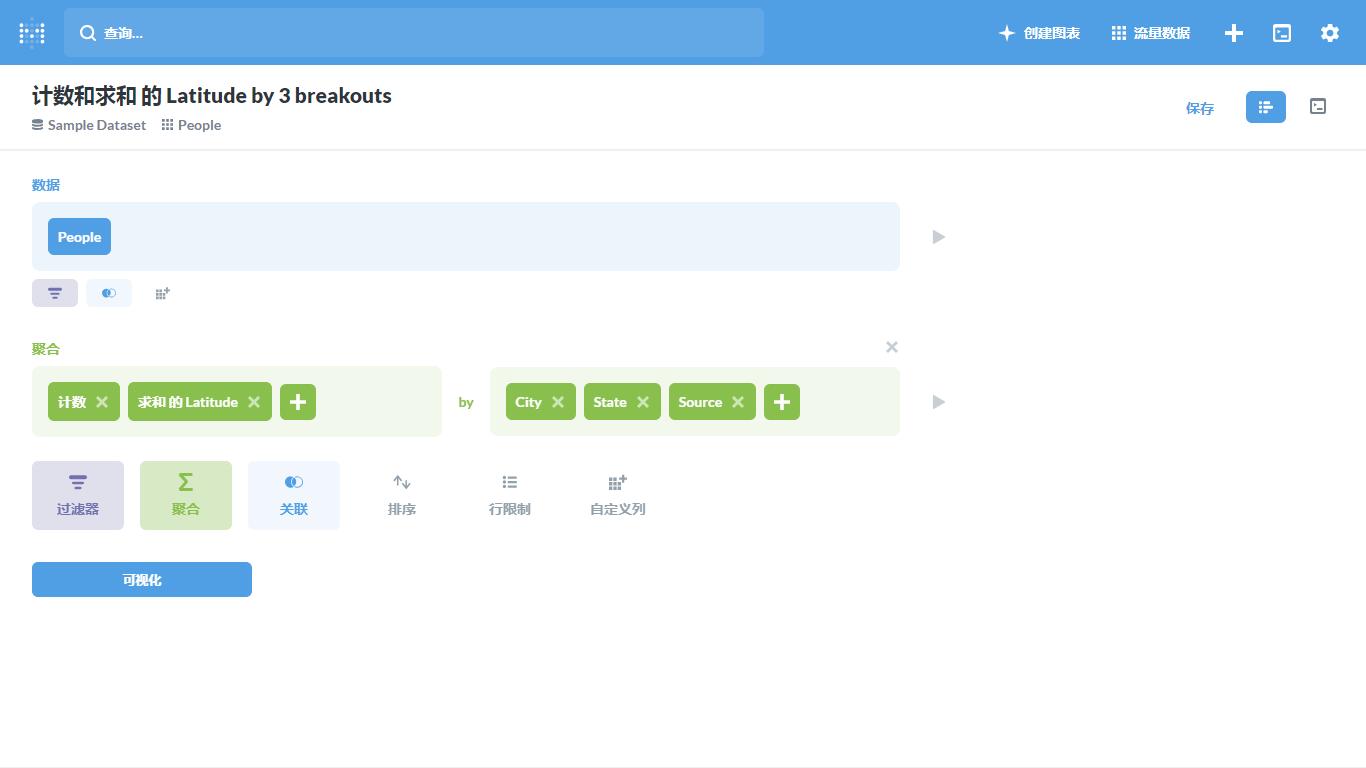 查询...
创建图表
流量数据
计数和求和 的 Latitude by 3 breakouts
Sample Dataset People
保存
数据
People
聚合
计数 求和 的 Latitude by City State Source
过滤器 聚合 关联 排序 行限制 自定义列
可视化